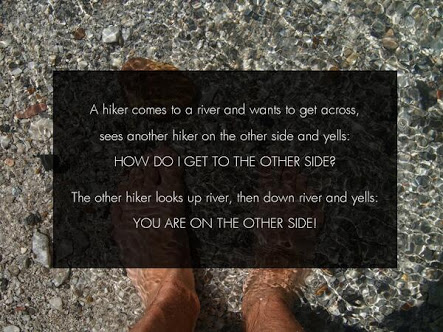 A hiker comes to a river and wants to get across,
sees another hiker on the other side and yells:
HOW DO I GET TO THE OTHER SIDE?
The other hiker looks up river, then down river and yells:
YOU ARE ON THE OTHER SIDE!